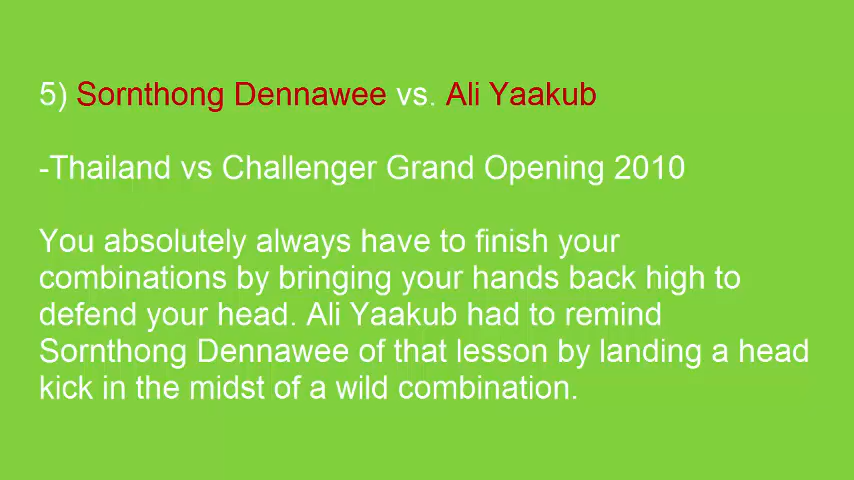 5) Sornthong Dennawee vs. Ali Yaakub
-Thailand vs Challenger Grand Opening 2010
You absolutely always have to finish your
combinations by bringing your hands back high to
defend your head. Ali Yaakub had to remind
Sornthong Dennawee of that lesson by landing a head
kick in the midst of a wild combination.